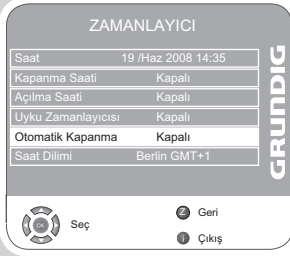 ZAMANLAYICI
Saat 19 /Haz 2008 14:35
Kapanma Saati Kapalı
Açılma Saati Kapalı
Uyku Zamanlayıcısı Kapalı
Otomatik Kapanma Kapalı
Saat Dilimi Berlin GMT+1
GRUNDIG
OK Seç
Z Geri
i Çıkış